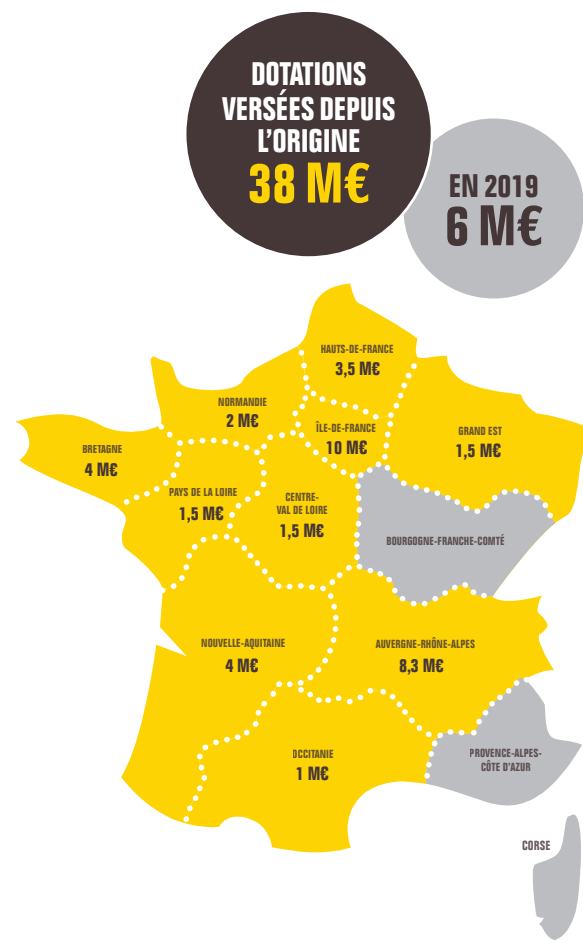 DOTATIONS
VERSÉES DEPUIS
L'ORIGINE
38 M€
EN 2019
6 M€
HAUTS-DE-FRANCE
3,5 M€
NORMANDIE
2 M€
ÎLE-DE-FRANCE
10 M€
GRAND EST
1,5 M€
BRETAGNE
4 M€
PAYS DE LA LOIRE
1,5 M€
CENTRE-
VAL DE LOIRE
1,5 M€
BOURGOGNE-FRANCHE-COMTÉ
NOUVELLE-AQUITAINE
4 M€
AUVERGNE-RHÔNE-ALPES
8,3 M€
OCCITANIE
1 M€
PROVENCE-ALPES-
CÔTE D'AZUR
CORSE